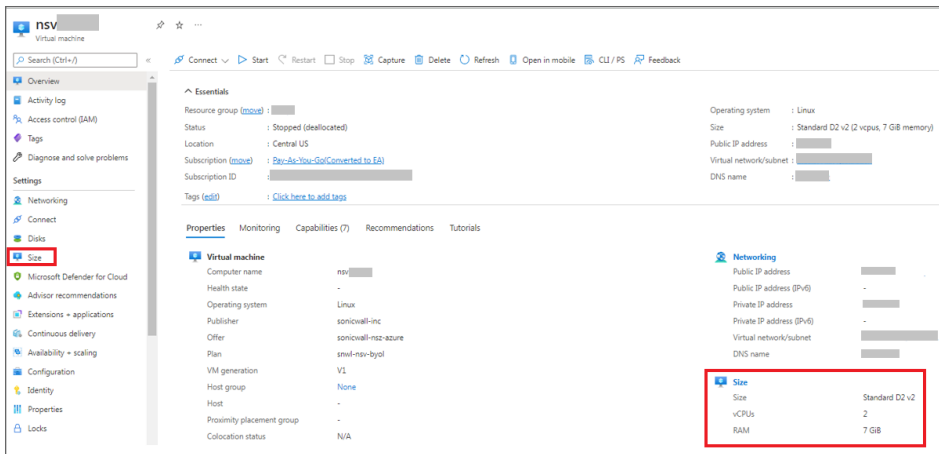 nsv
Virtual machine
Search (Ctrl+/)
«
Connect
Start
Restart
Stop
Capture
Delete
Refresh
Open in mobile
CLI / PS
Feedback
Overview
Activity log
Access control (IAM)
Tags
Diagnose and solve problems
Settings
Networking
Connect
Disks
Size
Microsoft Defender for Cloud
Advisor recommendations
Extensions + applications
Continuous delivery
Availability + scaling
Configuration
Identity
Properties
Locks
Essentials
Resource group (move) :
Status : Stopped (deallocated)
Location : Central US
Subscription (move) : Pay-As-You-Go(Converted to EA)
Subscription ID :
Tags (edit) : Click here to add tags
Operating system : Linux
Size : Standard D2 v2 (2 vcpus, 7 GiB memory)
Public IP address :
Virtual network/subnet :
DNS name :
Properties Monitoring Capabilities (7) Recommendations Tutorials
Virtual machine
Computer name nsv
Health state -
Operating system Linux
Publisher sonicwall-inc
Offer sonicwall-nsz-azure
Plan snwl-nsv-byol
VM generation V1
Host group None
Host -
Proximity placement group -
Colocation status N/A
Networking
Public IP address
Public IP address (IPv6) -
Private IP address
Private IP address (IPv6) -
Virtual network/subnet
DNS name
Size
Size Standard D2 v2
vCPUs 2
RAM 7 GiB